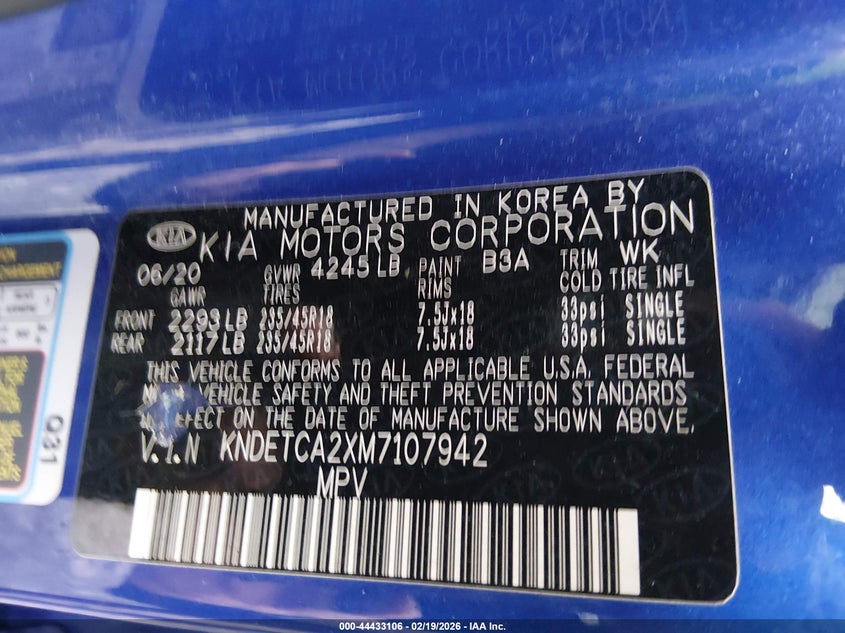 MANUFACTURED IN KOREA BY
KIA KIA MOTORS CORPORATION
06/20 GVWR 4245 LB PAINT B3A TRIM WK
GAWR TIRES RIMS COLD TIRE INFL
FRONT 2293 LB 235/45R18 7.5Jx18 33psi SINGLE
REAR 2117 LB 235/45R18 7.5Jx18 33psi SINGLE
THIS VEHICLE CONFORMS TO ALL APPLICABLE U.S.A. FEDERAL
VEHICLE SAFETY AND THEFT PREVENTION STANDARDS
EFFECT ON THE DATE OF MANUFACTURE SHOWN ABOVE.
V.I.N KNDETCA2XM7107942
MPV
Q31
000-44433106 - 02/19/2026 - IAA Inc.